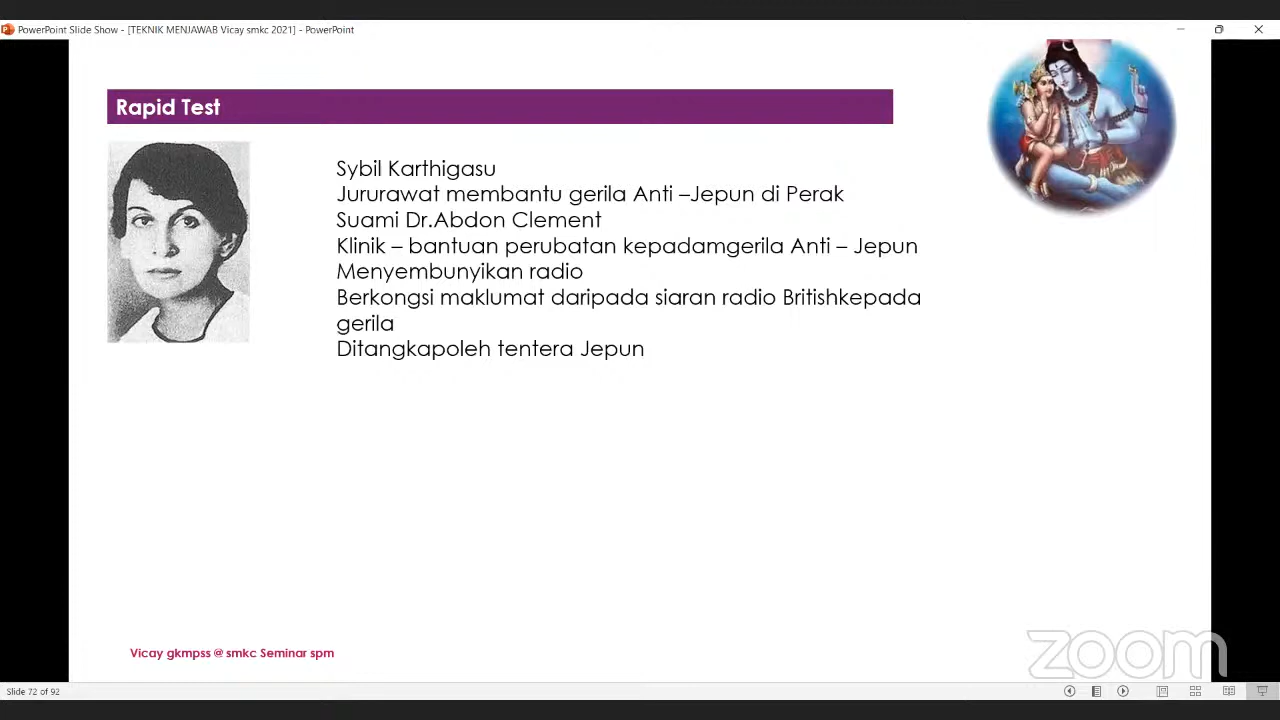 PowerPoint Slide Show - [TEKNIK MENJAWAB Vicay smkc 2021] - PowerPoint
Rapid Test
Sybil Karthigasu
Jururawat membantu gerila Anti –Jepun di Perak
Suami Dr.Abdon Clement
Klinik – bantuan perubatan kepadamgerila Anti – Jepun
Menyembunyikan radio
Berkongsi maklumat daripada siaran radio Britishkepada
gerila
Ditangkapoleh tentera Jepun
Vicay gkmpss @ smkc Seminar spm
zoom
Slide 72 of 92